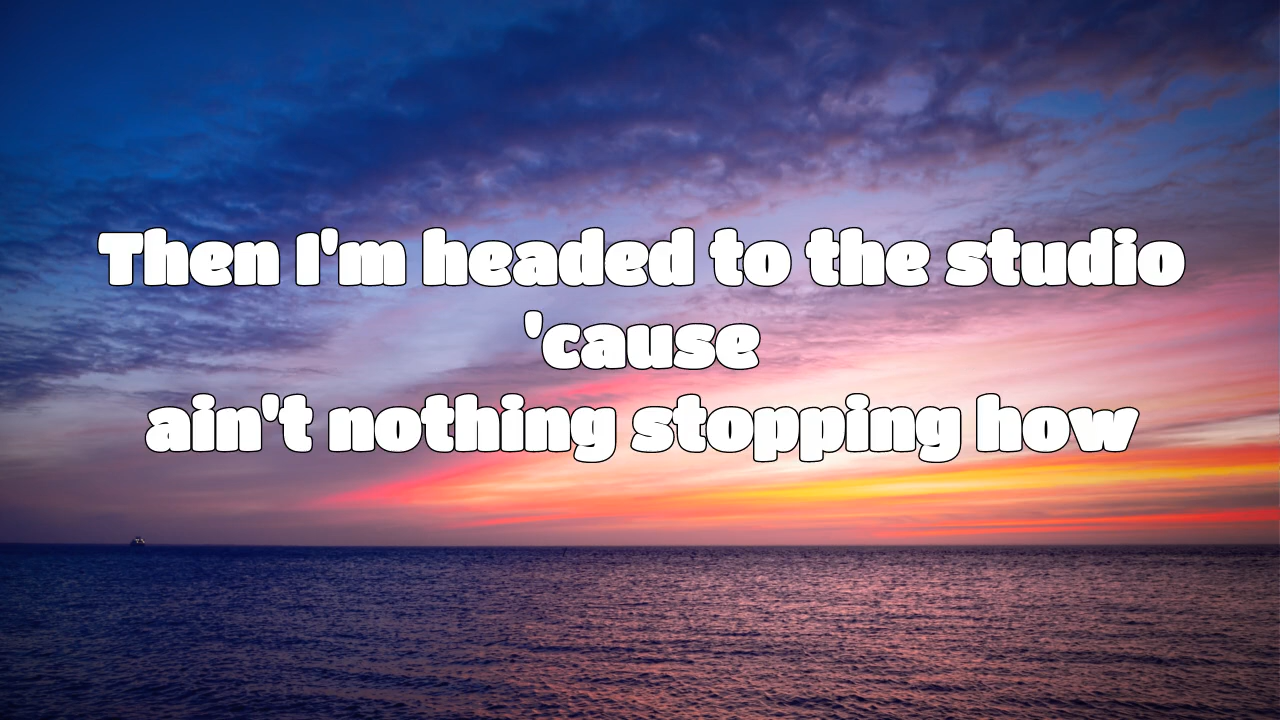 Then I'm headed to the studio
'cause
ain't nothing stopping how